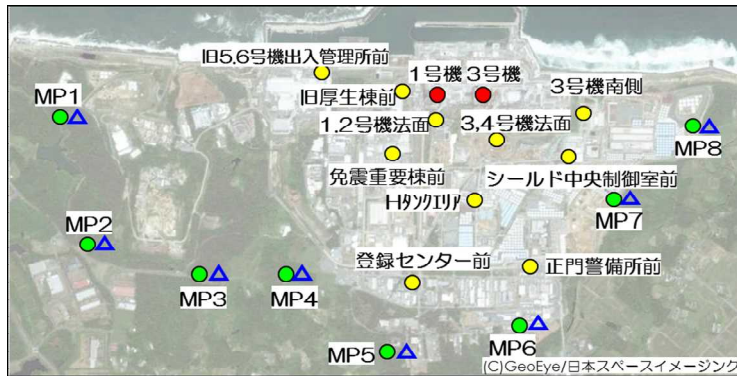 旧5,6号機出入管理所前
1号機
3号機
MP1
旧厚生棟前
3号機南側
1,2号機法面
3,4号機法面
MP8
免震重要棟前
シールド中央制御室前
Hﾀﾝｸｴﾘｱ
MP7
MP2
登録センター前
正門警備所前
MP3
MP4
MP5
MP6
(C)GeoEye/日本スペースイメージング